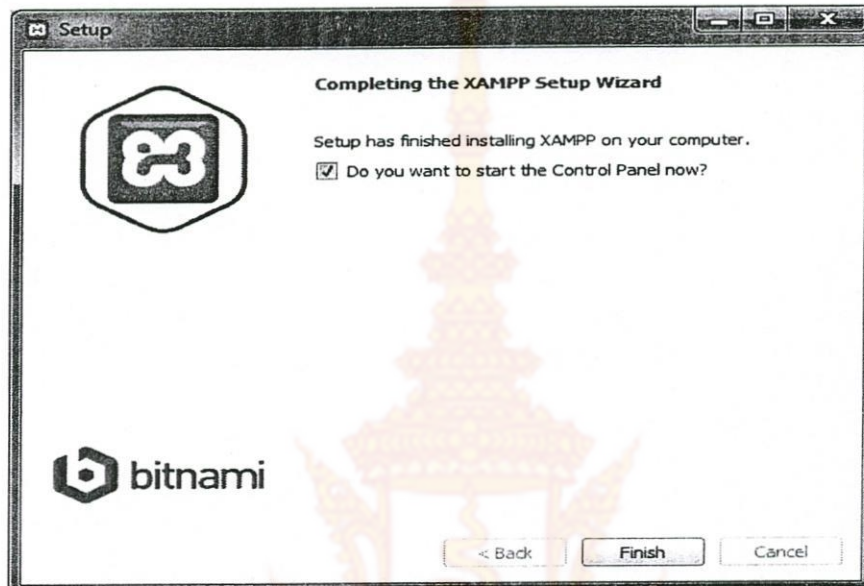 Setup
Completing the XAMPP Setup Wizard
Setup has finished installing XAMPP on your computer.
Do you want to start the Control Panel now?
bitnami
< Back
Finish
Cancel